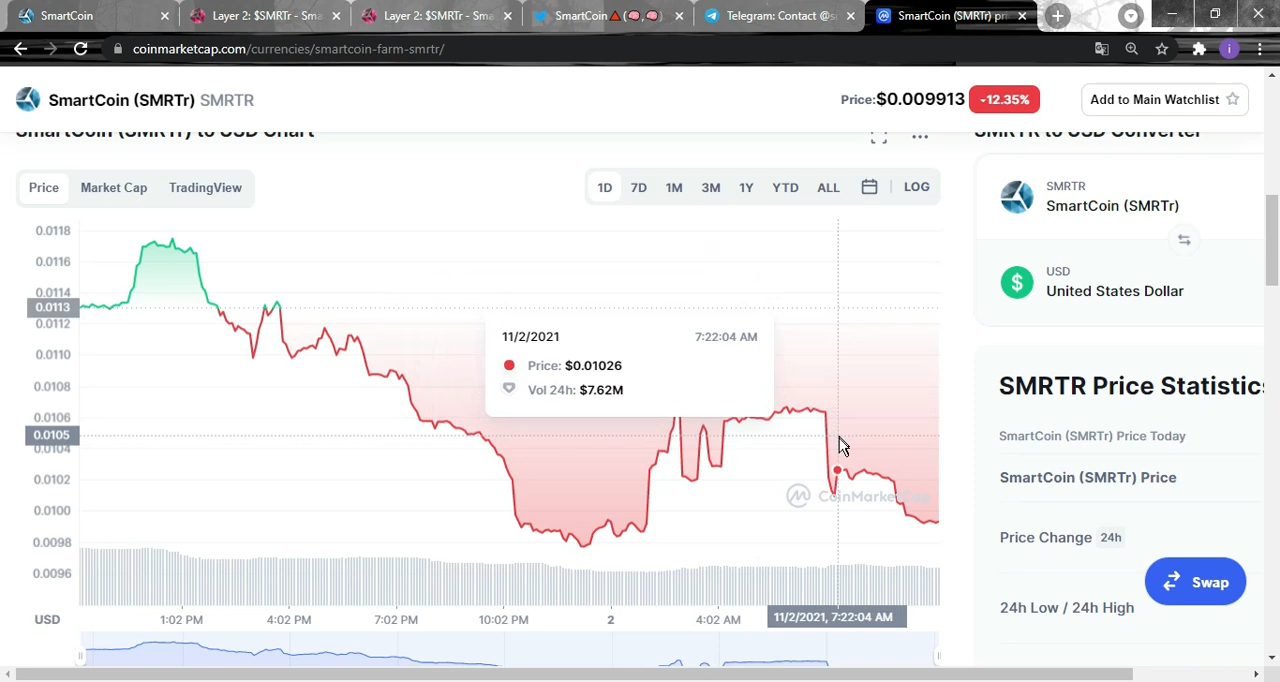 SmartCoin
Layer 2: $SMRTr - Sma
Layer 2: $SMRTr - Sma
SmartCoin🔺(🧠,🧠)
Telegram: Contact @s
SmartCoin (SMRTr) pr
coinmarketcap.com/currencies/smartcoin-farm-smrtr/
i
SmartCoin (SMRTr) SMRTR
Price:$0.009913 -12.35%
Add to Main Watchlist
SmartCoin (SMRTr) to USD Chart
SMRTR to USD Converter
Price Market Cap TradingView
1D 7D 1M 3M 1Y YTD ALL LOG
SMRTR
SmartCoin (SMRTr)
USD
United States Dollar
$
0.0118
0.0116
0.0114
0.0113
0.0112
0.0110
0.0108
0.0106
0.0105
0.0104
0.0102
0.0100
0.0098
0.0096
11/2/2021 7:22:04 AM
Price: $0.01026
Vol 24h: $7.62M
CoinMarketCap
USD
1:02 PM 4:02 PM 7:02 PM 10:02 PM 2 4:02 AM 11/2/2021, 7:22:04 AM
SMRTR Price Statistics
SmartCoin (SMRTr) Price Today
SmartCoin (SMRTr) Price
Price Change 24h
Swap
24h Low / 24h High